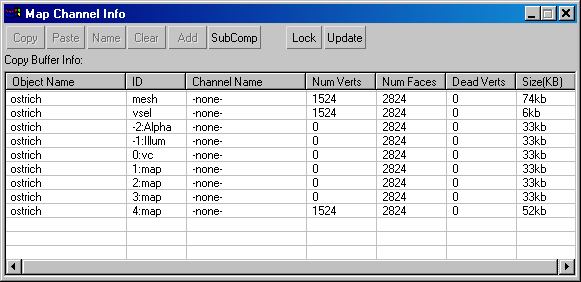 Map Channel Info
Copy Paste Name Clear Add SubComp Lock Update
Copy Buffer Info:
Object Name ID Channel Name Num Verts Num Faces Dead Verts Size(KB)
ostrich mesh -none- 1524 2824 0 74kb
ostrich vsel -none- 1524 2824 0 6kb
ostrich -2:Alpha -none- 0 2824 0 33kb
ostrich -1:Illum -none- 0 2824 0 33kb
ostrich 0:vc -none- 0 2824 0 33kb
ostrich 1:map -none- 0 2824 0 33kb
ostrich 2:map -none- 0 2824 0 33kb
ostrich 3:map -none- 0 2824 0 33kb
ostrich 4:map -none- 1524 2824 0 52kb